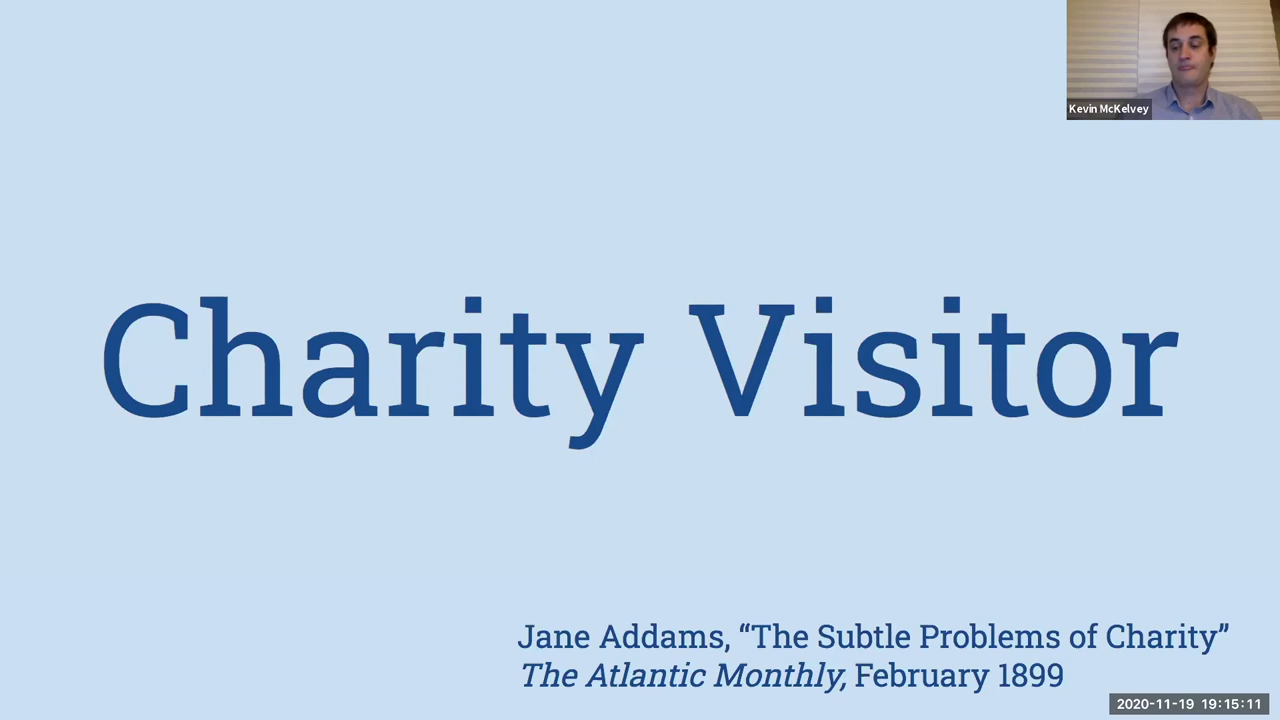 Kevin McKelvey
Charity Visitor
Jane Addams, “The Subtle Problems of Charity”
The Atlantic Monthly, February 1899
2020-11-19 19:15:11